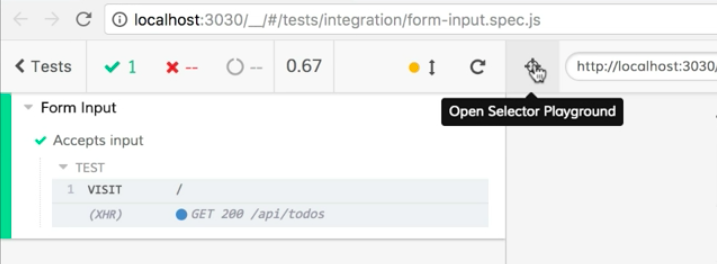 localhost:3030/__/#/tests/integration/form-input.spec.js
Tests 1 -- -- 0.67 http://localhost:3030/
Open Selector Playground
Form Input
Accepts input
TEST
1 VISIT /
(XHR) GET 200 /api/todos